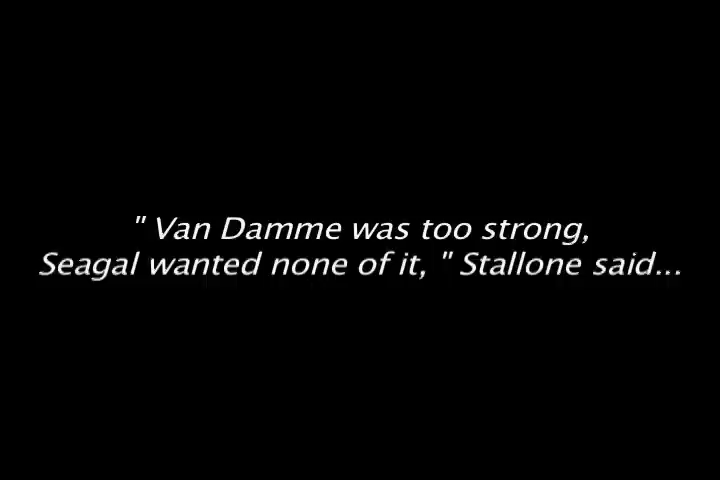 " Van Damme was too strong,
Seagal wanted none of it, " Stallone said...